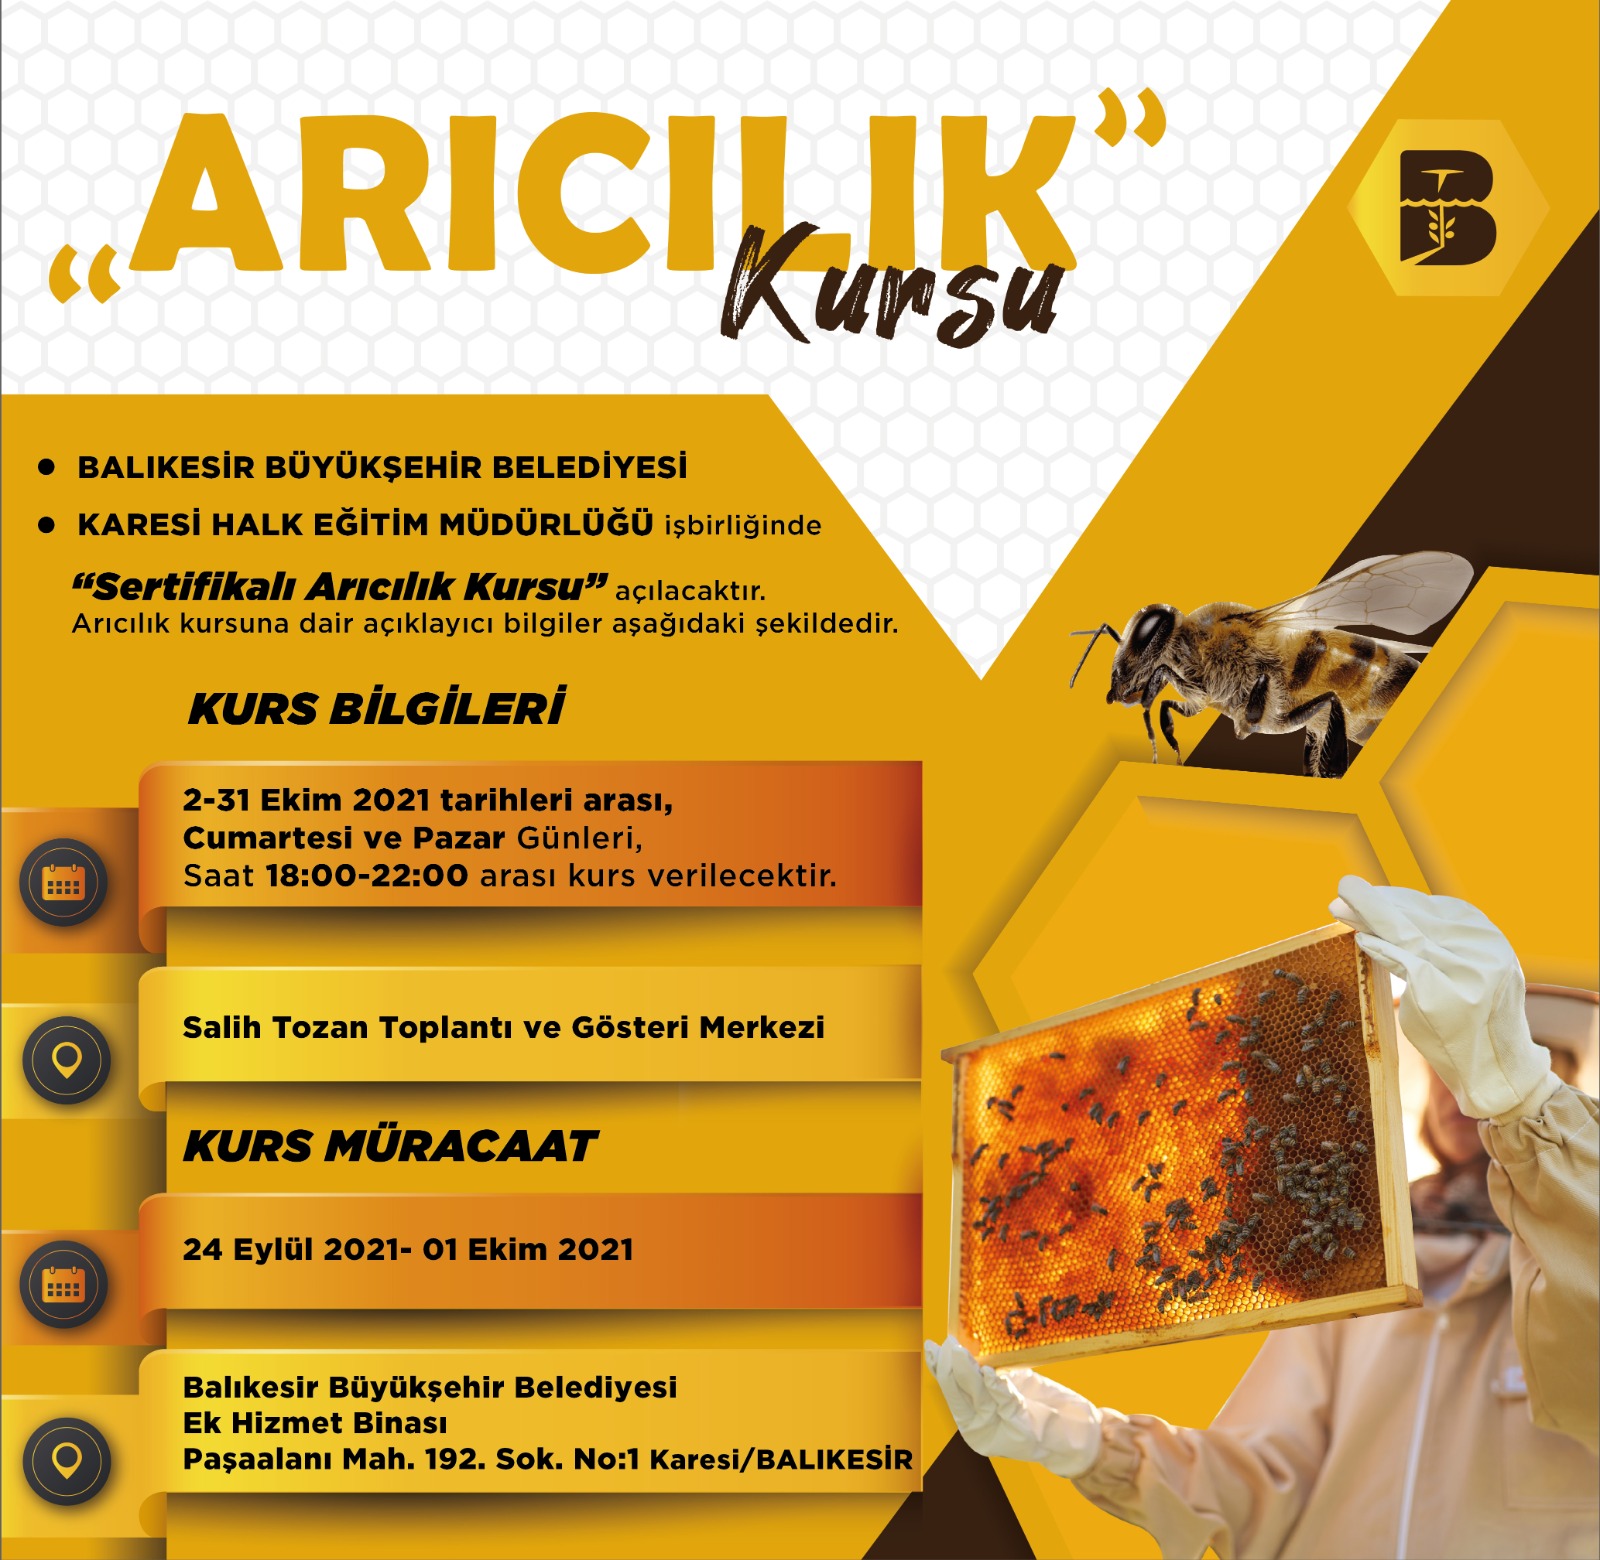 "ARICILIK"
Kursu
B
• BALIKESİR BÜYÜKŞEHİR BELEDİYESİ
• KARESİ HALK EĞİTİM MÜDÜRLÜĞÜ işbirliğinde
"Sertifikalı Arıcılık Kursu" açılacaktır.
Arıcılık kursuna dair açıklayıcı bilgiler aşağıdaki şekildedir.
KURS BİLGİLERİ
2-31 Ekim 2021 tarihleri arası,
Cumartesi ve Pazar Günleri,
Saat 18:00-22:00 arası kurs verilecektir.
Salih Tozan Toplantı ve Gösteri Merkezi
KURS MÜRACAAT
24 Eylül 2021- 01 Ekim 2021
Balıkesir Büyükşehir Belediyesi
Ek Hizmet Binası
Paşaalanı Mah. 192. Sok. No:1 Karesi/BALIKESİR